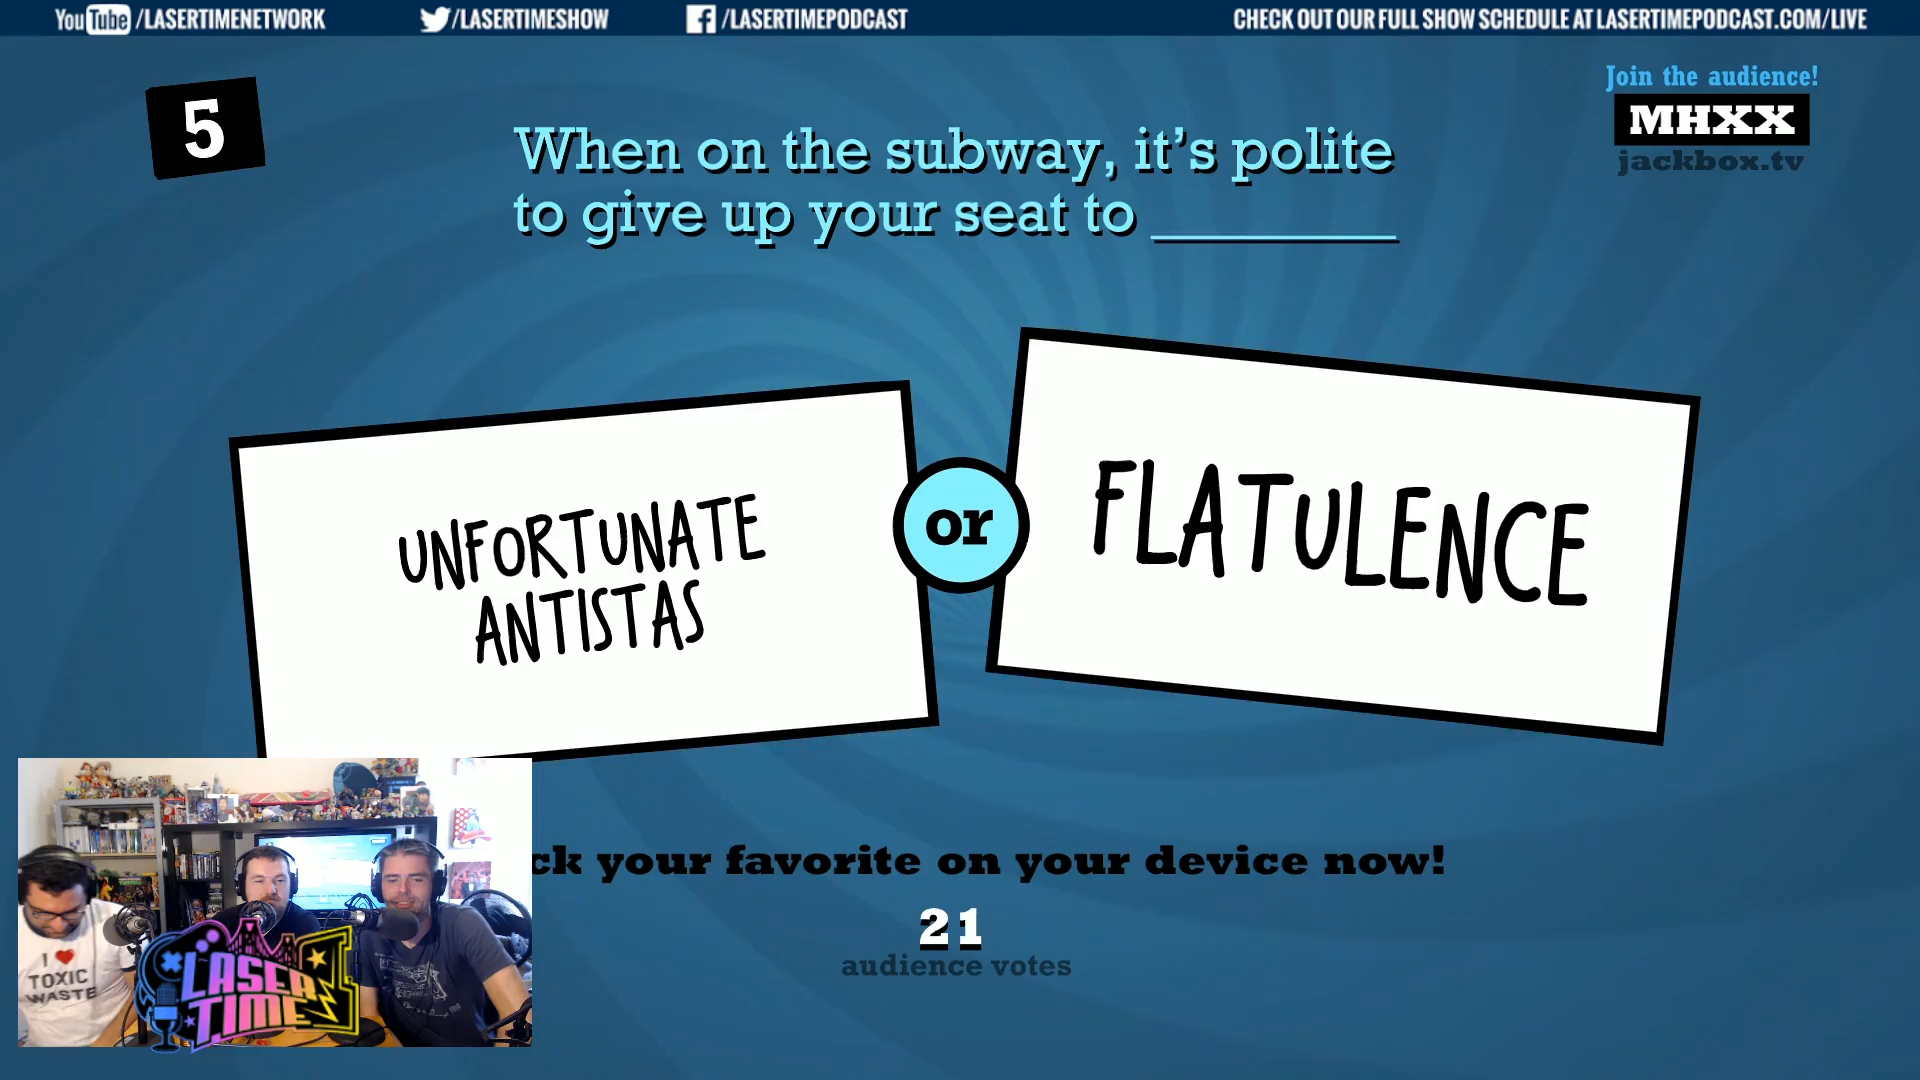 YouTube /LASERTIMENETWORK /LASERTIMESHOW /LASERTIMEPODCAST CHECK OUT OUR FULL SHOW SCHEDULE AT LASERTIMEPODCAST.COM/LIVE
Join the audience!
MHXX
jackbox.tv
5
When on the subway, it's polite
to give up your seat to ________
UNFORTUNATE
ANTISTAS
or
FLATULENCE
ck your favorite on your device now!
21
audience votes
I ❤
TOXIC
WASTE
LASER
TIME